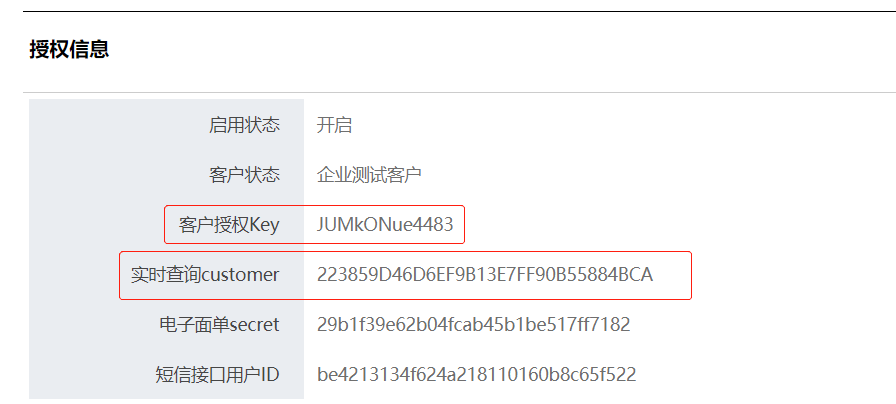 授权信息
启用状态 开启
客户状态 企业测试客户
客户授权Key JUMkONue4483
实时查询customer 223859D46D6EF9B13E7FF90B55884BCA
电子面单secret 29b1f39e62b04fcab45b1be517ff7182
短信接口用户ID be4213134f624a218110160b8c65f522